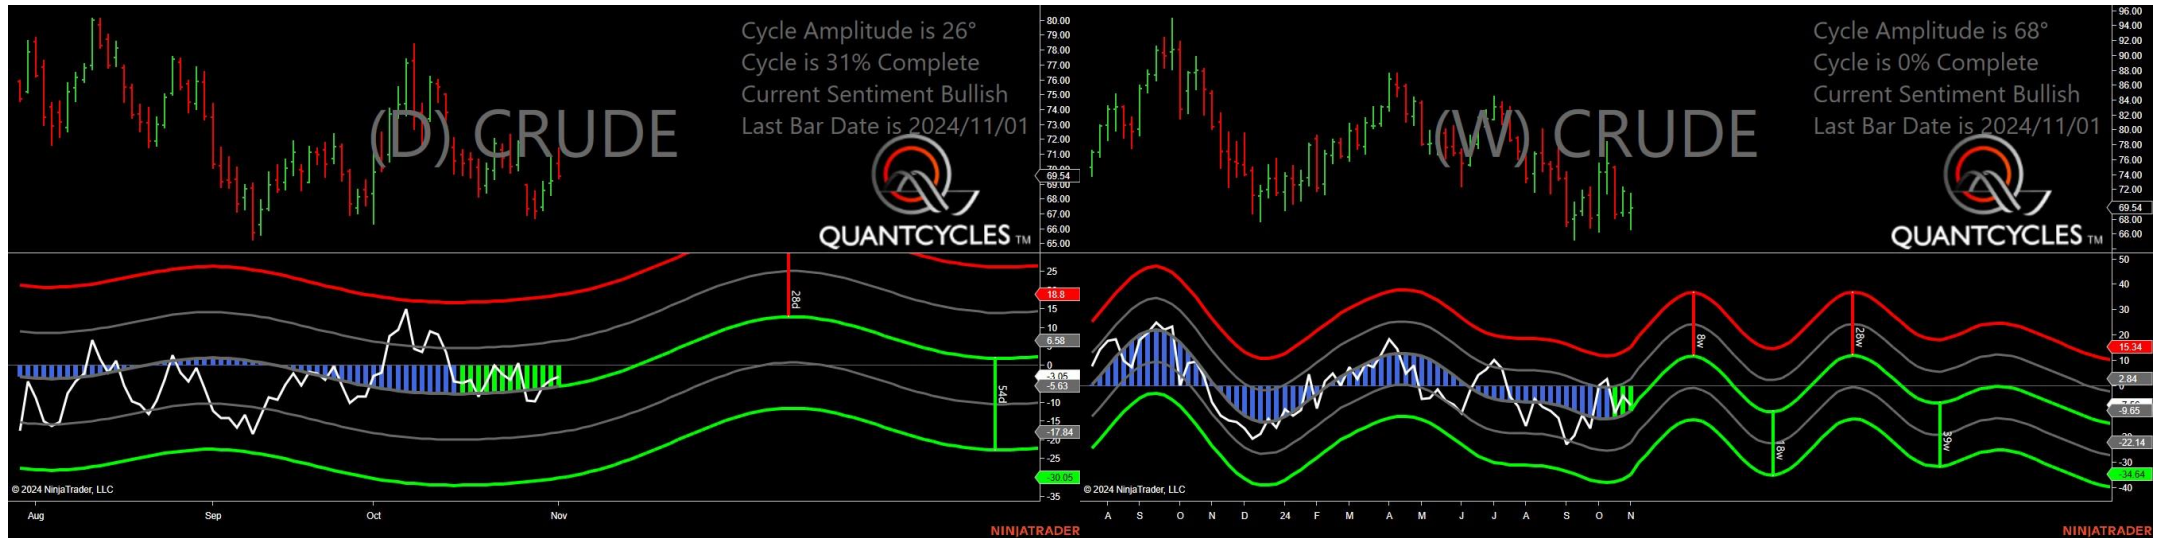 Cycle Amplitude is 26°
Cycle is 31% Complete
Current Sentiment Bullish
Last Bar Date is 2024/11/01
(D) CRUDE
QUANTCYCLES TM
80.00
79.00
78.00
77.00
76.00
75.00
74.00
73.00
72.00
71.00
69.54
69.00
68.00
67.00
66.00
65.00
25
18.8
15
10
6.58
0
-3.05
-5.63
-10
-15
-17.84
-20
-25
-30.05
-35
28d
54d
© 2024 NinjaTrader, LLC
Aug Sep Oct Nov
NINJATRADER
Cycle Amplitude is 68°
Cycle is 0% Complete
Current Sentiment Bullish
Last Bar Date is 2024/11/01
(W) CRUDE
QUANTCYCLES TM
96.00
94.00
92.00
90.00
88.00
86.00
84.00
82.00
80.00
78.00
76.00
74.00
72.00
69.54
68.00
66.00
50
40
30
20
15.34
10
2.84
-9.65
-22.14
-30
-34.64
-40
8w
18w
28w
39w
© 2024 NinjaTrader, LLC
A S O N D 24 F M A M J J A S O N
NINJATRADER